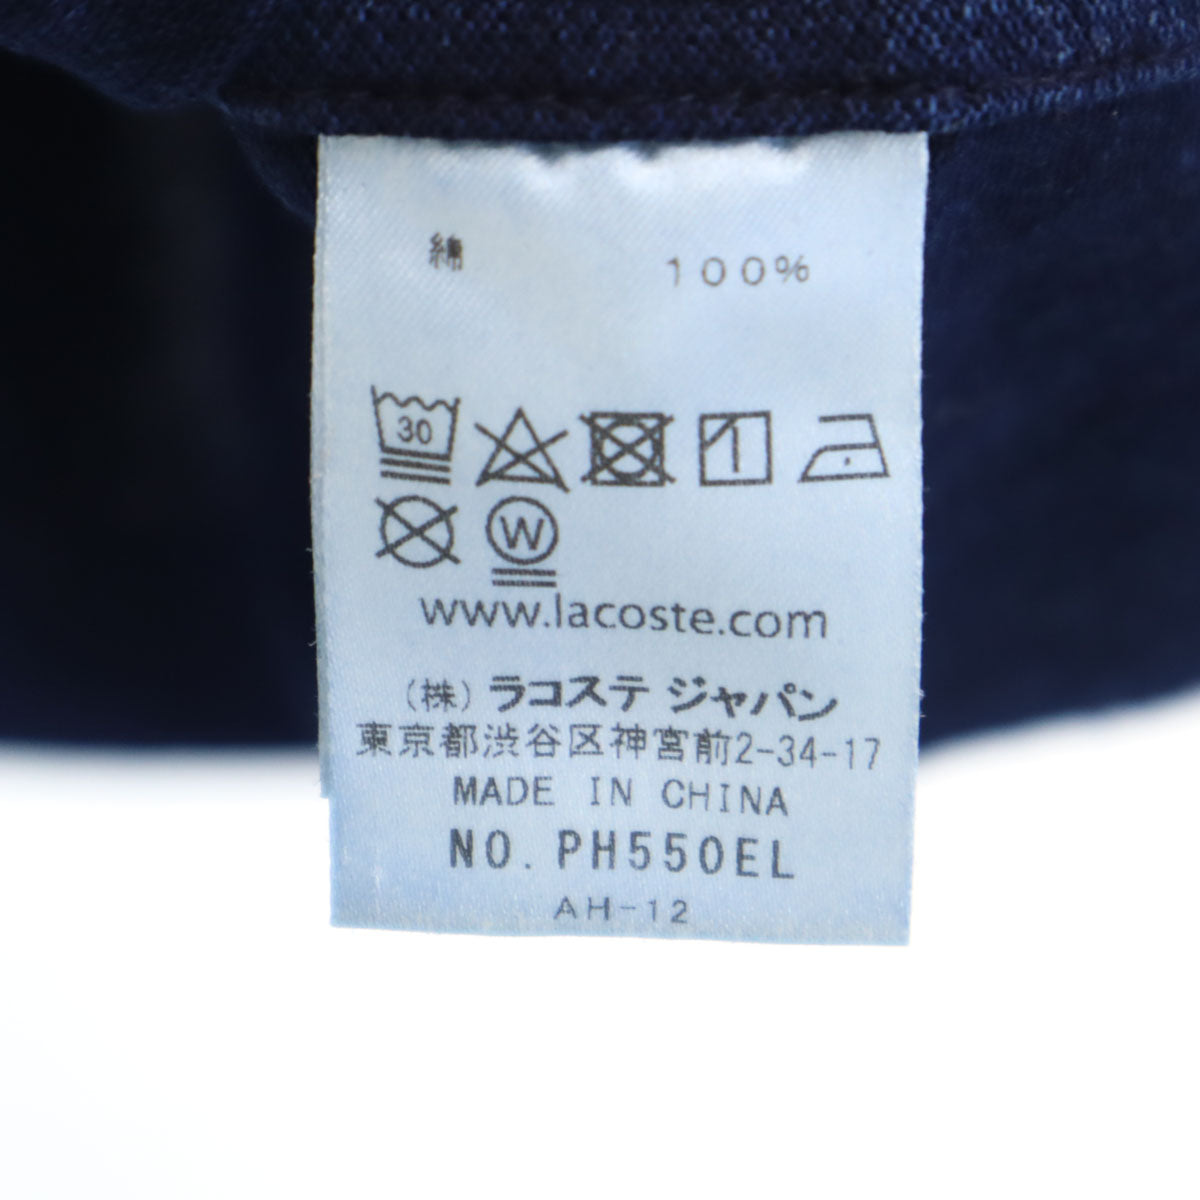 綿 100%
30
W
www.lacoste.com
(株) ラコステ ジャパン
東京都渋谷区神宮前2-34-17
MADE IN CHINA
NO. PH550EL
AH-12